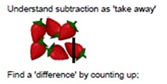 Understand subtraction as 'take away'
Find a 'difference' by counting up;